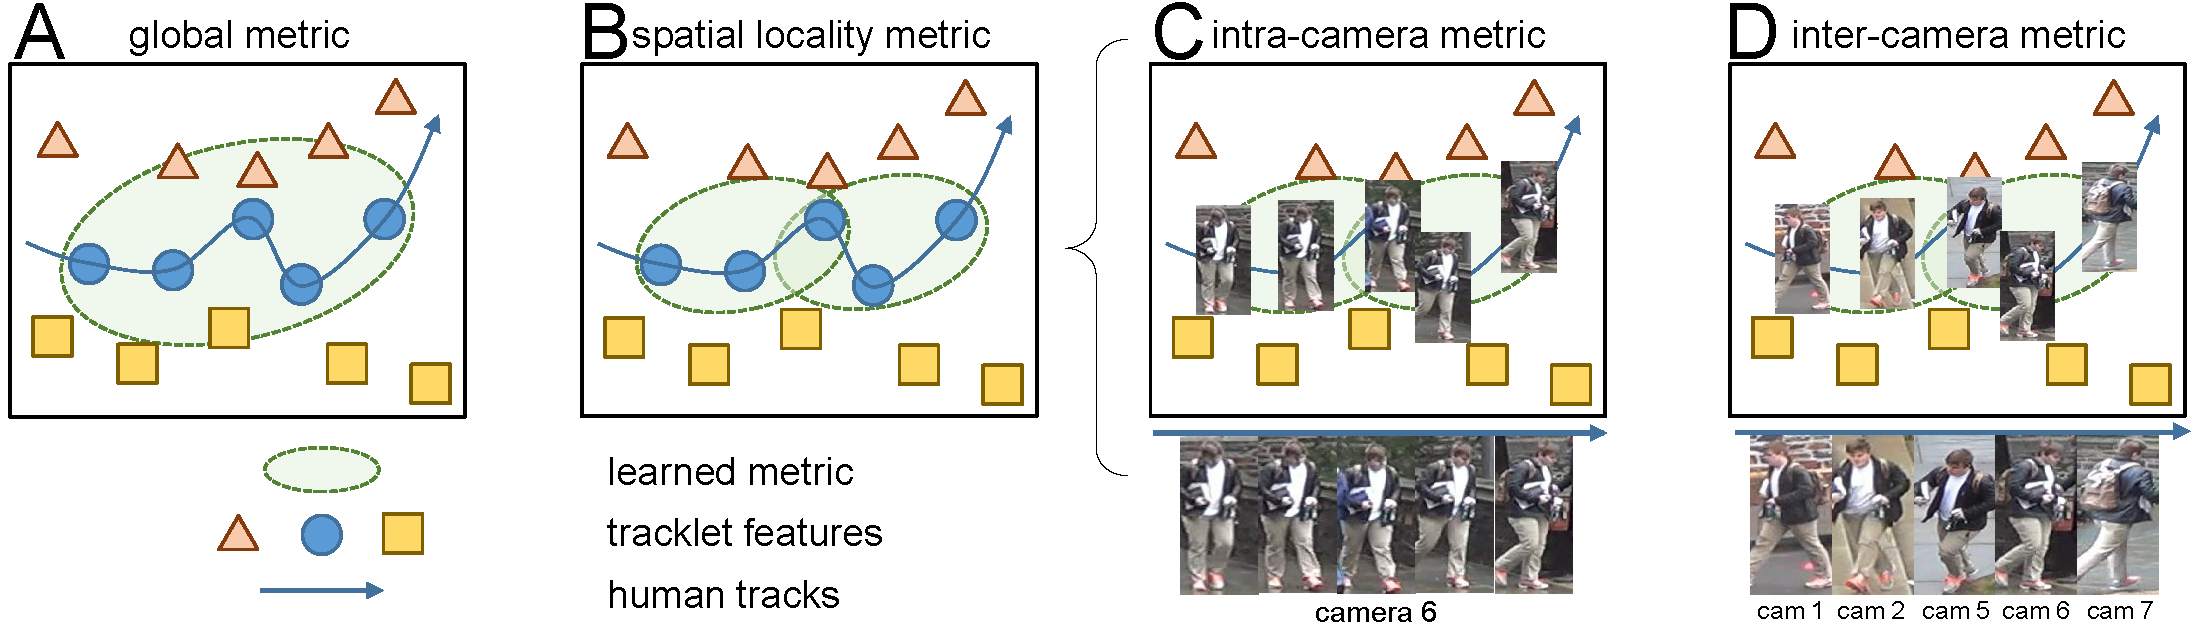 A global metric
B spatial locality metric
C intra-camera metric
D inter-camera metric
learned metric
tracklet features
human tracks
camera 6
cam 1 cam 2 cam 5 cam 6 cam 7